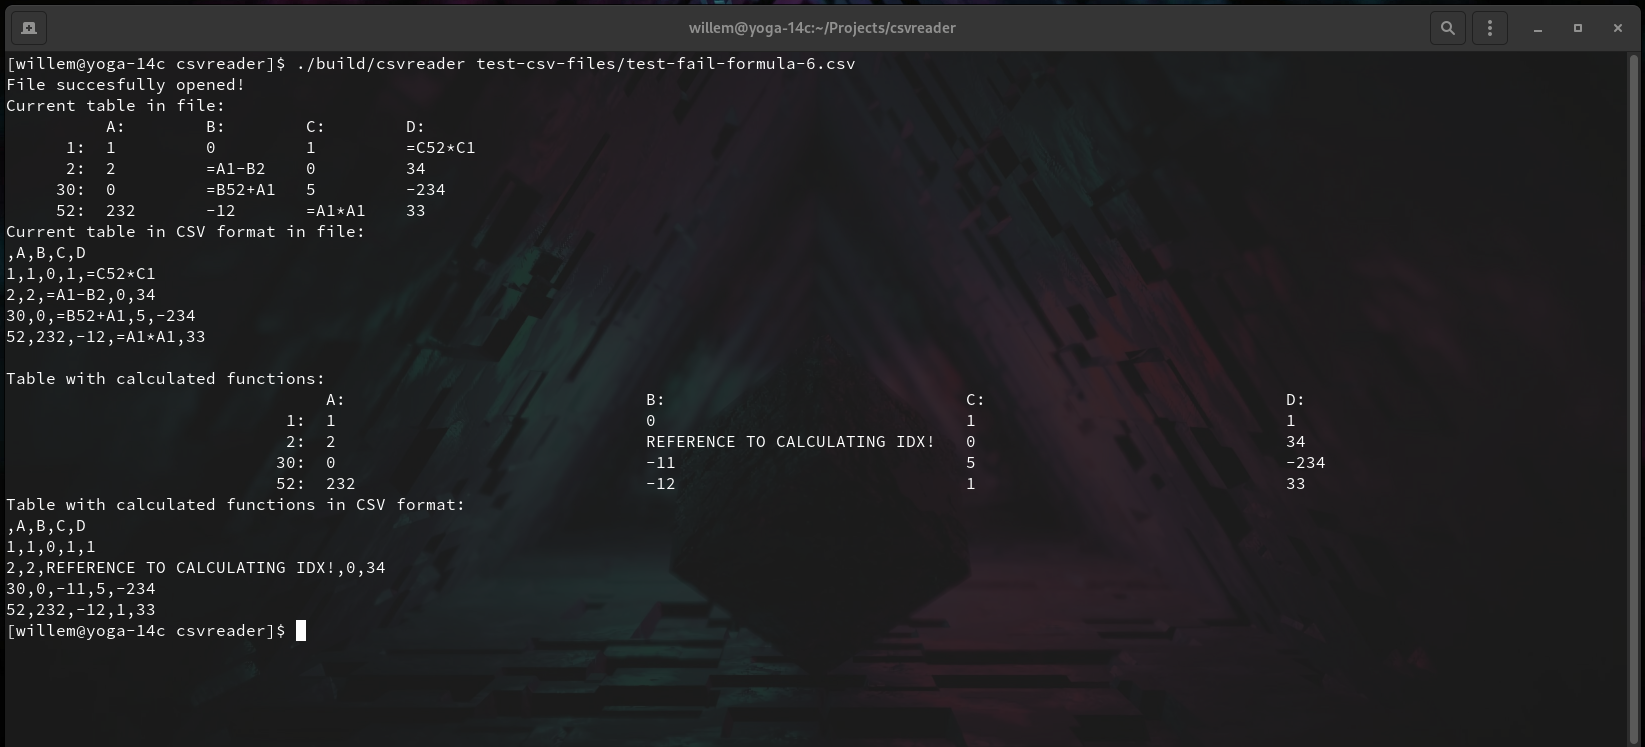 willem@yoga-14c:~/Projects/csvreader
[willem@yoga-14c csvreader]$ ./build/csvreader test-csv-files/test-fail-formula-6.csv
File succesfully opened!
Current table in file:
          A:        B:        C:        D:
      1:  1         0         1         =C52*C1
      2:  2         =A1-B2    0         34
     30:  0         =B52+A1   5         -234
     52:  232       -12       =A1*A1    33
Current table in CSV format in file:
,A,B,C,D
1,1,0,1,=C52*C1
2,2,=A1-B2,0,34
30,0,=B52+A1,5,-234
52,232,-12,=A1*A1,33
Table with calculated functions:
                                A:                              B:                              C:                              D:
                            1:  1                               0                               1                               1
                            2:  2                               REFERENCE TO CALCULATING IDX!   0                               34
                           30:  0                               -11                             5                               -234
                           52:  232                             -12                             1                               33
Table with calculated functions in CSV format:
,A,B,C,D
1,1,0,1,1
2,2,REFERENCE TO CALCULATING IDX!,0,34
30,0,-11,5,-234
52,232,-12,1,33
[willem@yoga-14c csvreader]$